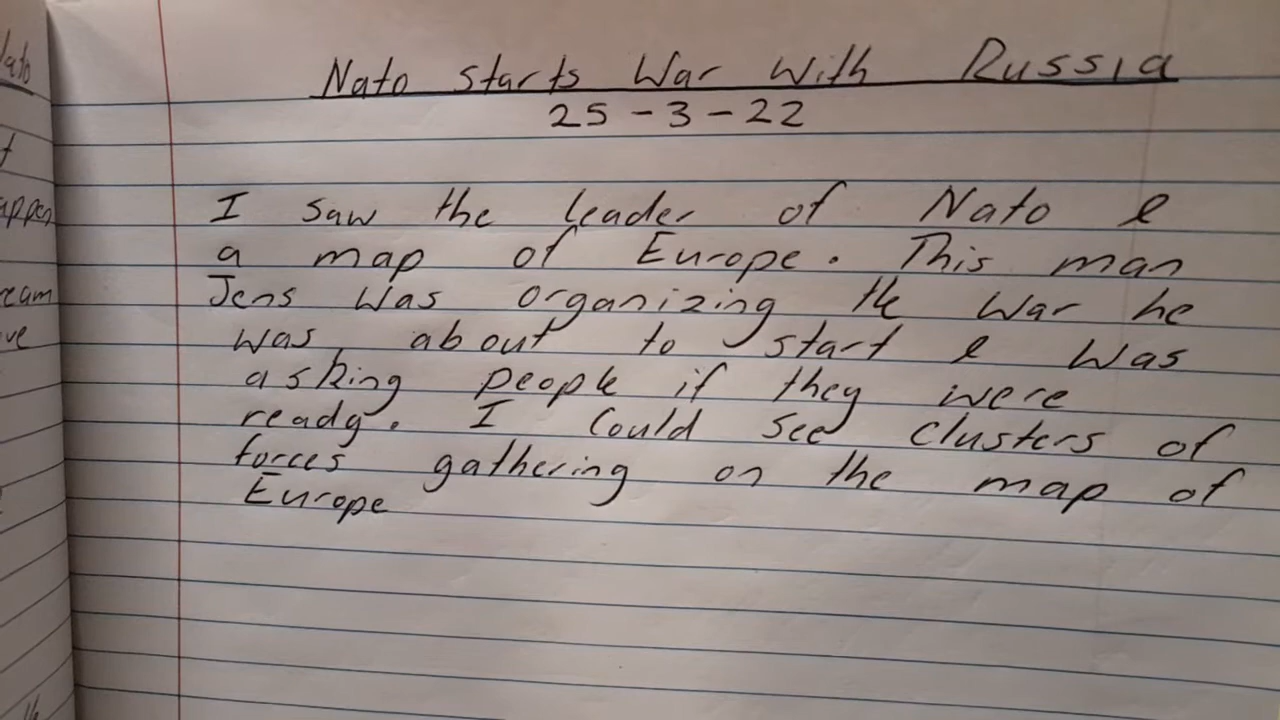 Nato starts War With Russia
25-3-22
I saw the leader of Nato &
a map of Europe. This man
Jens was organizing the war he
was about to start & was
asking people if they were
ready. I could see clusters of
forces gathering on the map of
Europe